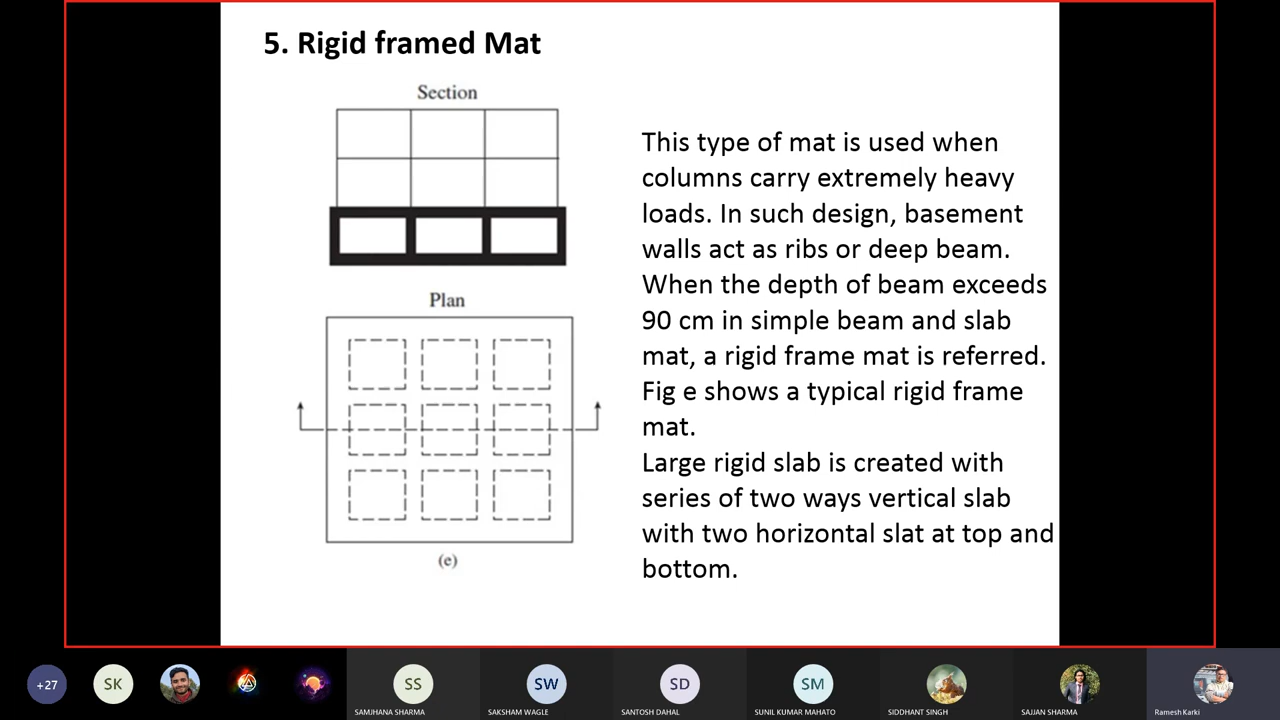 5. Rigid framed Mat
Section
Plan
(e)
This type of mat is used when
columns carry extremely heavy
loads. In such design, basement
walls act as ribs or deep beam.
When the depth of beam exceeds
90 cm in simple beam and slab
mat, a rigid frame mat is referred.
Fig e shows a typical rigid frame
mat.
Large rigid slab is created with
series of two ways vertical slab
with two horizontal slat at top and
bottom.
+27
SK
SS
SAMJHANA SHARMA
SW
SAKSHAM WAGLE
SD
SANTOSH DAHAL
SM
SUNIL KUMAR MAHATO
SIDDHANT SINGH
SAJJAN SHARMA
Ramesh Karki